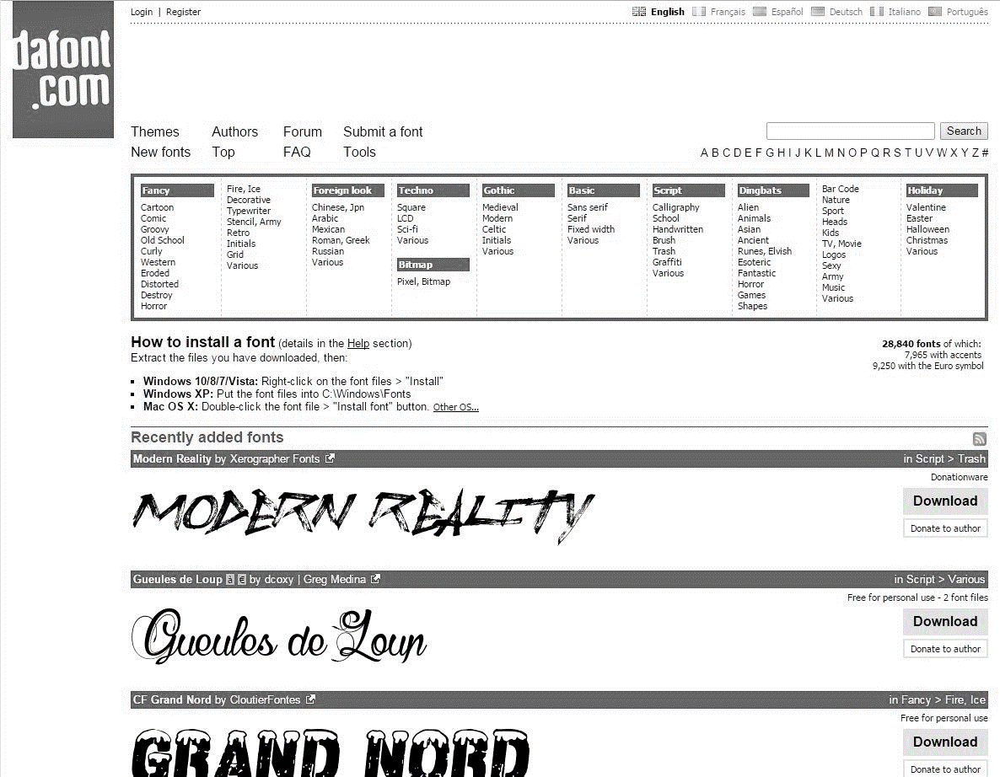 Login | Register
English Français Español Deutsch Italiano Português
dafont
.com
Themes Authors Forum Submit a font
Search
New fonts Top FAQ Tools
A B C D E F G H I J K L M N O P Q R S T U V W X Y Z #
Fancy
Cartoon
Comic
Groovy
Old School
Curly
Western
Eroded
Distorted
Destroy
Horror
Fire, Ice
Decorative
Typewriter
Stencil, Army
Retro
Initials
Grid
Various
Foreign look
Chinese, Jpn
Arabic
Mexican
Roman, Greek
Russian
Various
Techno
Square
LCD
Sci-fi
Various
Bitmap
Pixel, Bitmap
Gothic
Medieval
Modern
Celtic
Initials
Various
Basic
Sans serif
Serif
Fixed width
Various
Script
Calligraphy
School
Handwritten
Brush
Trash
Graffiti
Various
Dingbats
Alien
Animals
Asian
Ancient
Runes, Elvish
Esoteric
Fantastic
Horror
Games
Shapes
Bar Code
Nature
Sport
Heads
Kids
TV, Movie
Logos
Sexy
Army
Music
Various
Holiday
Valentine
Easter
Halloween
Christmas
Various
How to install a font (details in the Help section)
Extract the files you have downloaded, then:
Windows 10/8/7/Vista: Right-click on the font files > "Install"
Windows XP: Put the font files into C:\Windows\Fonts
Mac OS X: Double-click the font file > "Install font" button. Other OS...
28,840 fonts of which:
7,965 with accents
9,250 with the Euro symbol
Recently added fonts
Modern Reality by Xerographer Fonts in Script > Trash
Donationware
MODERN REALITY
Download
Donate to author
Gueules de Loup à € by dcoxy | Greg Medina in Script > Various
Free for personal use - 2 font files
Gueules de Loup
Download
Donate to author
CF Grand Nord by CloutierFontes in Fancy > Fire, Ice
Free for personal use
GRAND NORD
Download
Donate to author